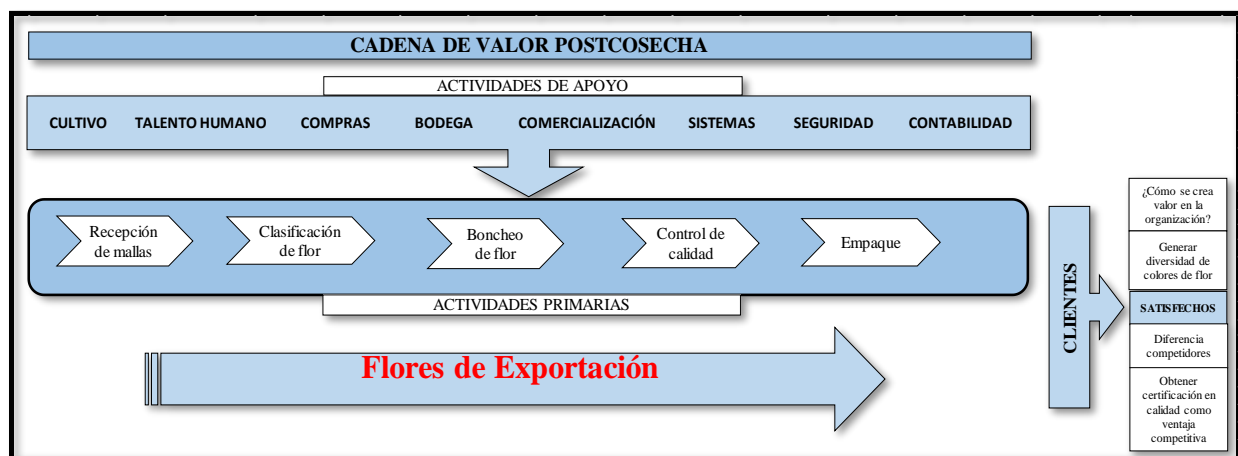 CADENA DE VALOR POSTCOSECHA
ACTIVIDADES DE APOYO
CULTIVO TALENTO HUMANO COMPRAS BODEGA COMERCIALIZACIÓN SISTEMAS SEGURIDAD CONTABILIDAD
Recepción
de mallas
Clasificación
de flor
Boncheo
de flor
Control de
calidad
Empaque
ACTIVIDADES PRIMARIAS
Flores de Exportación
CLIENTES
¿Cómo se crea
valor en la
organización?
Generar
diversidad de
colores de flor
SATISFECHOS
Diferencia
competidores
Obtener
certificación en
calidad como
ventaja
competitiva